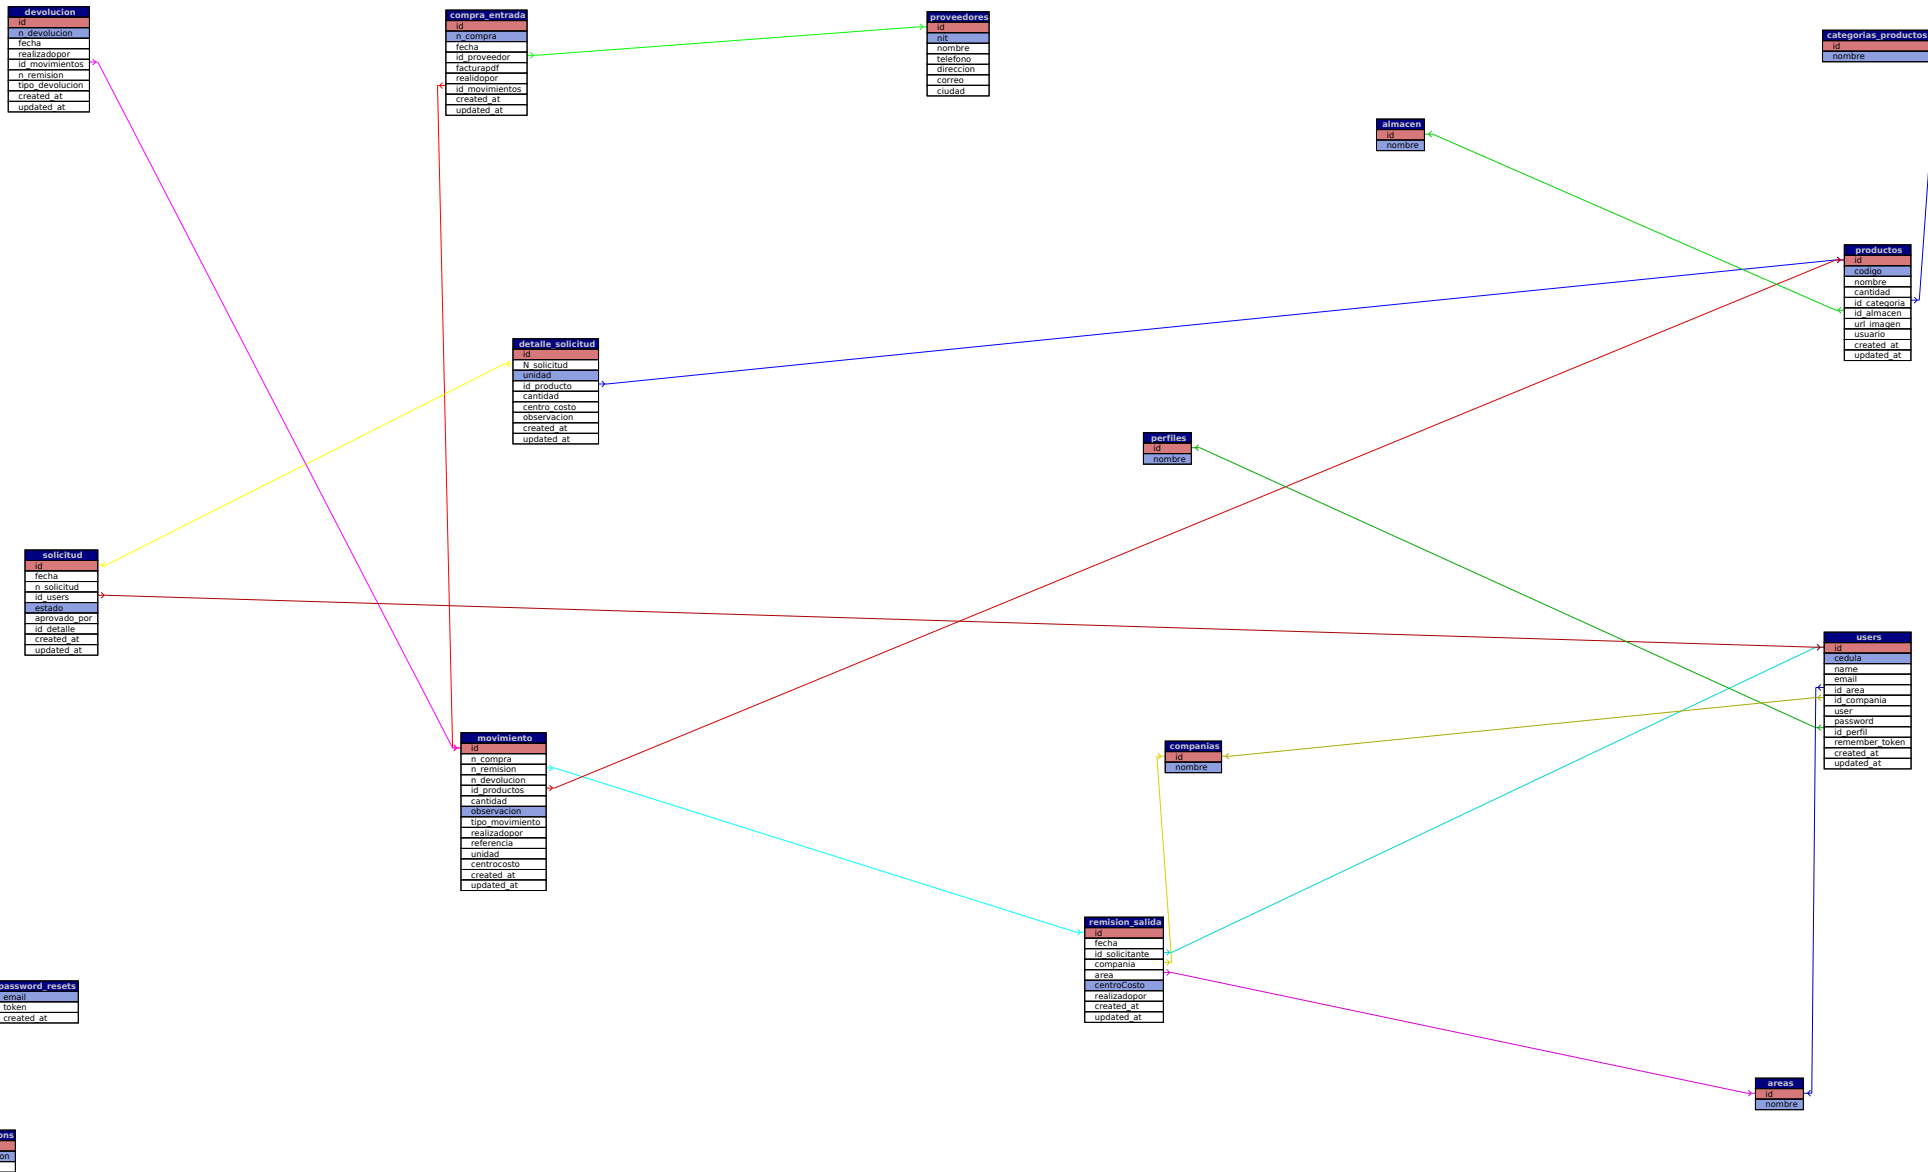 devolucion
id
n_devolucion
fecha
realizadopor
id_movimientos
n_remision
tipo_devolucion
created_at
updated_at
compra_entrada
id
n_compra
fecha
id_proveedor
facturapdf
realidopor
id_movimientos
created_at
updated_at
proveedores
id
nit
nombre
telefono
direccion
correo
ciudad
categorias_productos
id
nombre
almacen
id
nombre
productos
id
codigo
nombre
cantidad
id_categoria
id_almacen
url_imagen
usuario
created_at
updated_at
detalle_solicitud
id
N_solicitud
unidad
id_producto
cantidad
centro_costo
observacion
created_at
updated_at
perfiles
id
nombre
solicitud
id
fecha
n_solicitud
id_users
estado
aprovado_por
id_detalle
created_at
updated_at
users
id
cedula
name
email
id_area
id_compania
user
password
id_perfil
remember_token
created_at
updated_at
movimiento
id
n_compra
n_remision
n_devolucion
id_productos
cantidad
observacion
tipo_movimiento
realizadopor
referencia
unidad
centrocosto
created_at
updated_at
companias
id
nombre
remision_salida
id
fecha
id_solicitante
compania
area
centroCosto
realizadopor
created_at
updated_at
password_resets
email
token
created_at
areas
id
nombre
ons
on